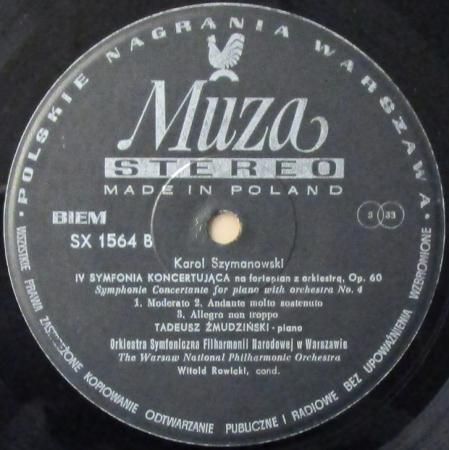 · POLSKIE NAGRANIA WARSZAWA ·
Muza
STEREO
MADE IN POLAND
BIEM
S 33
SX 1564 B
Karol Szymanowski
IV SYMFONIA KONCERTUJĄCA na fortepian z orkiestrą, Op. 60
Symphonie Concertante for piano with orchestra No. 4
1. Moderato 2. Andante molto sostenuto
3. Allegro non troppo
TADEUSZ ŻMUDZIŃSKI - piano
Orkiestra Symfoniczna Filharmonii Narodowej w Warszawie
The Warsaw National Philharmonic Orchestra
Witold Rowicki, cond.
WSZYSTKIE PRAWA ZASTRZEŻONE KOPIOWANIE ODTWARZANIE PUBLICZNE I RADIOWE BEZ UPOWAŻNIENIA WZBRONIONE